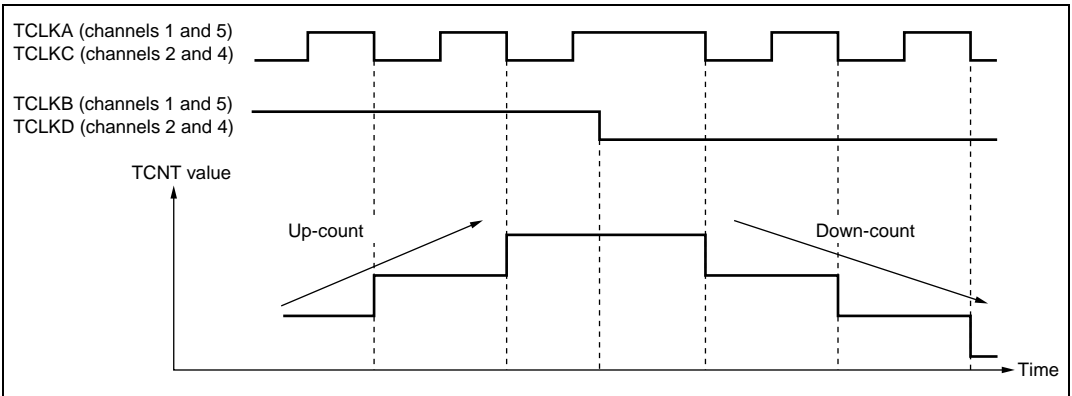 TCLKA (channels 1 and 5)
TCLKC (channels 2 and 4)
TCLKB (channels 1 and 5)
TCLKD (channels 2 and 4)
TCNT value
Up-count
Down-count
Time